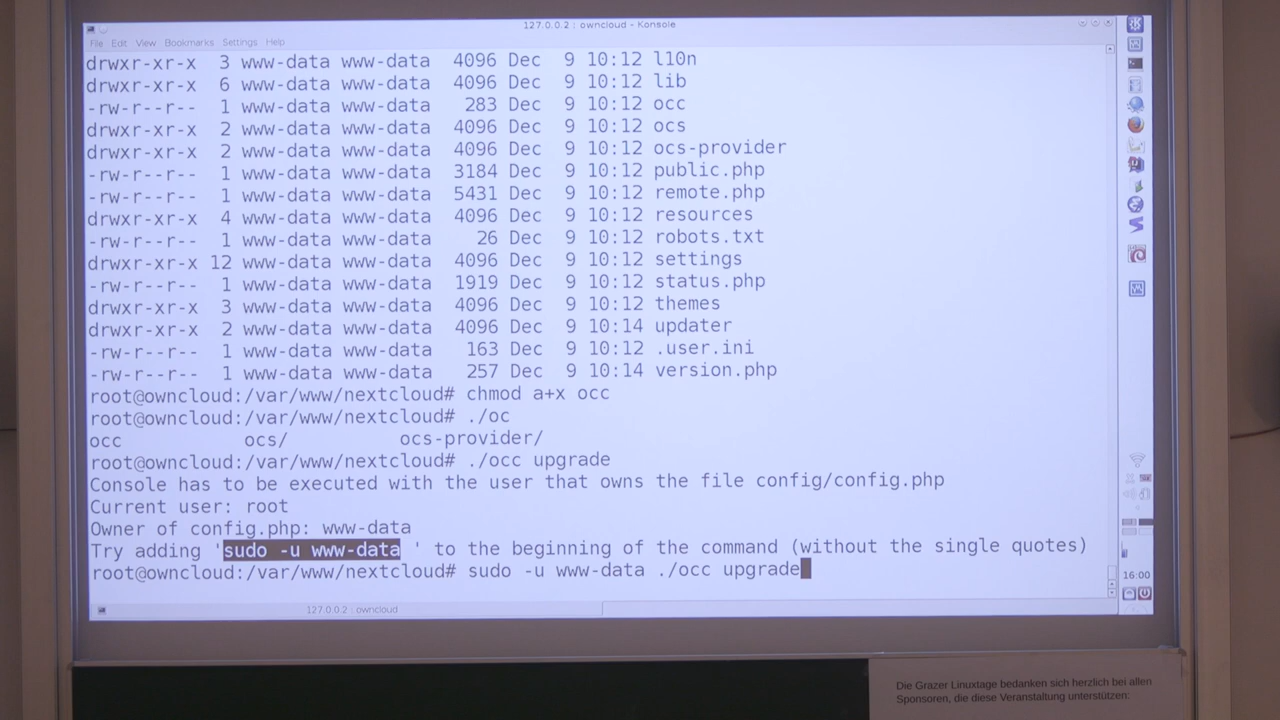 127.0.0.2 : owncloud - Konsole
File Edit View Bookmarks Settings Help
drwxr-xr-x 3 www-data www-data 4096 Dec 9 10:12 l10n
drwxr-xr-x 6 www-data www-data 4096 Dec 9 10:12 lib
-rw-r--r-- 1 www-data www-data 283 Dec 9 10:12 occ
drwxr-xr-x 2 www-data www-data 4096 Dec 9 10:12 ocs
drwxr-xr-x 2 www-data www-data 4096 Dec 9 10:12 ocs-provider
-rw-r--r-- 1 www-data www-data 3184 Dec 9 10:12 public.php
-rw-r--r-- 1 www-data www-data 5431 Dec 9 10:12 remote.php
drwxr-xr-x 4 www-data www-data 4096 Dec 9 10:12 resources
-rw-r--r-- 1 www-data www-data 26 Dec 9 10:12 robots.txt
drwxr-xr-x 12 www-data www-data 4096 Dec 9 10:12 settings
-rw-r--r-- 1 www-data www-data 1919 Dec 9 10:12 status.php
drwxr-xr-x 3 www-data www-data 4096 Dec 9 10:12 themes
drwxr-xr-x 2 www-data www-data 4096 Dec 9 10:14 updater
-rw-r--r-- 1 www-data www-data 163 Dec 9 10:12 .user.ini
-rw-r--r-- 1 www-data www-data 257 Dec 9 10:14 version.php
root@owncloud:/var/www/nextcloud# chmod a+x occ
root@owncloud:/var/www/nextcloud# ./oc
occ ocs/ ocs-provider/
root@owncloud:/var/www/nextcloud# ./occ upgrade
Console has to be executed with the user that owns the file config/config.php
Current user: root
Owner of config.php: www-data
Try adding 'sudo -u www-data ' to the beginning of the command (without the single quotes)
root@owncloud:/var/www/nextcloud# sudo -u www-data ./occ upgrade
16:00
127.0.0.2 : owncloud
Die Grazer Linuxtage bedanken sich herzlich bei allen
Sponsoren, die diese Veranstaltung unterstützen: